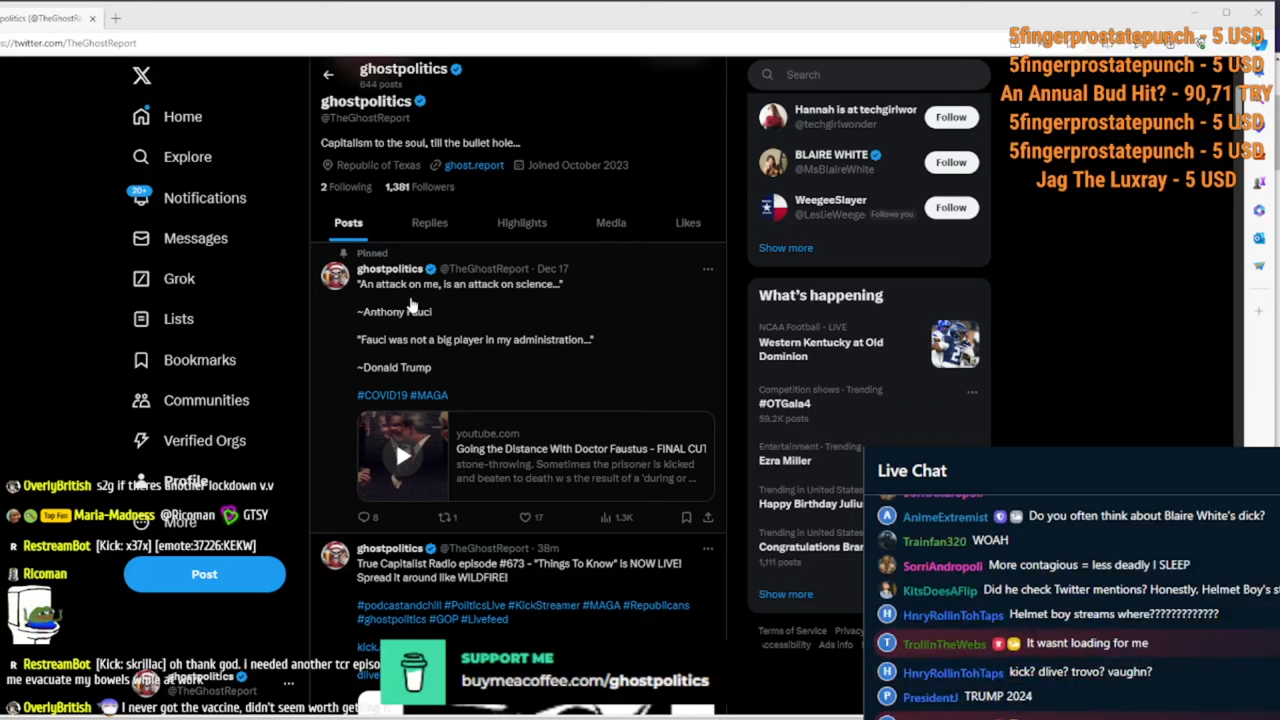 politics (@TheGhostRe
s://twitter.com/TheGhostReport
Home
Explore
20+
Notifications
Messages
Grok
Lists
Bookmarks
Communities
Verified Orgs
Profile
More
Post
ghostpolitics
@TheGhostReport
ghostpolitics
644 posts
ghostpolitics
@TheGhostReport
Capitalism to the soul, till the bullet hole...
Republic of Texas ghost.report Joined October 2023
2 Following 1,381 Followers
Posts Replies Highlights Media Likes
Pinned
ghostpolitics @TheGhostReport · Dec 17
"An attack on me, is an attack on science..."
~Anthony Fauci
"Fauci was not a big player in my administration..."
~Donald Trump
#COVID19 #MAGA
youtube.com
Going the Distance With Doctor Faustus - FINAL CUT
stone-throwing. Sometimes the prisoner is kicked
and beaten to death w s the result of a 'during or ...
8 1 17 1.3K
ghostpolitics @TheGhostReport · 38m
True Capitalist Radio episode #673 - "Things To Know" is NOW LIVE!
Spread it around like WILDFIRE!
#podcastandchill #PoliticsLive #KickStreamer #MAGA #Republicans
#ghostpolitics #GOP #Livefeed
kick.
dlive
SUPPORT ME
buymeacoffee.com/ghostpolitics
Search
Hannah is at techgirlwor
@techgirlwonder
Follow
BLAIRE WHITE
@MsBlaireWhite
Follow
WeegeeSlayer
@LeslieWeege Follows you
Follow
Show more
What's happening
NCAA Football · LIVE
Western Kentucky at Old
Dominion
Competition shows · Trending
#OTGala4
59.2K posts
Entertainment · Trending
Ezra Miller
Trending in United States
Happy Birthday Juliu
Trending in United States
Congratulations Bran
1,111 posts
Show more
Terms of Service Privacy
Accessibility Ads info
5fingerprostatepunch - 5 USD
5fingerprostatepunch - 5 USD
An Annual Bud Hit? - 90,71 TRY
5fingerprostatepunch - 5 USD
5fingerprostatepunch - 5 USD
Jag The Luxray - 5 USD
OverlyBritish s2g if theres another lockdown v.v
Top Fan Maria-Madness @Ricoman GTSY
RestreamBot [Kick: x37x] [emote:37226:KEKW]
Ricoman
RestreamBot [Kick: skrillac] oh thank god. i needed another tcr episo
me evacuate my bowels while at work
OverlyBritish I never got the vaccine, didn't seem worth get
Live Chat
SorriAndropoli
AnimeExtremist Do you often think about Blaire White's dick?
Trainfan320 WOAH
SorriAndropoli More contagious = less deadly I SLEEP
KitsDoesAFlip Did he check Twitter mentions? Honestly, Helmet Boy's s
HnryRollinTohTaps Helmet boy streams where?????????????
TrollInTheWebs It wasnt loading for me
HnryRollinTohTaps kick? dlive? trovo? vaughn?
PresidentJ TRUMP 2024